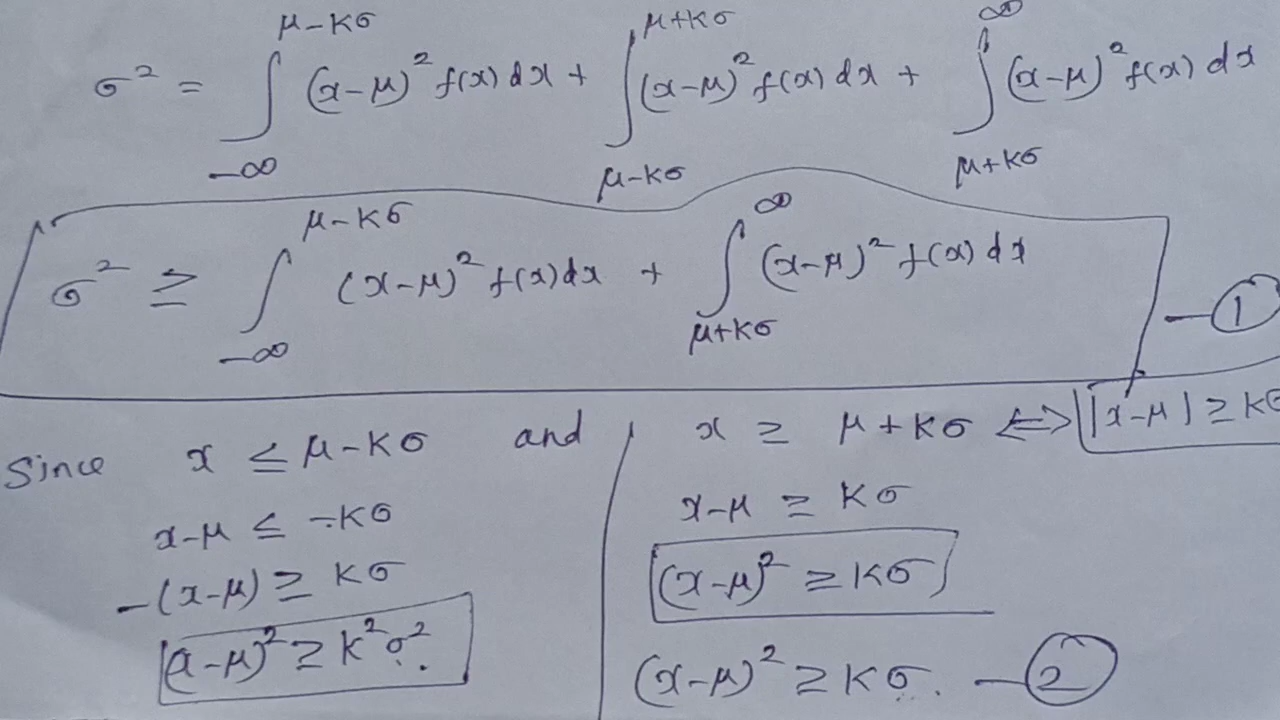 σ² = ∫_{-∞}^{μ-kσ} (x-μ)² f(x) dx + ∫_{μ-kσ}^{μ+kσ} (x-μ)² f(x) dx + ∫_{μ+kσ}^{∞} (x-μ)² f(x) dx
σ² ≥ ∫_{-∞}^{μ-kσ} (x-μ)² f(x) dx + ∫_{μ+kσ}^{∞} (x-μ)² f(x) dx — ①
Since x ≤ μ-kσ and x ≥ μ+kσ ⇔ |x-μ| ≥ kσ
x-μ ≤ -kσ
-(x-μ) ≥ kσ
(x-μ)² ≥ k²σ².
x-μ ≥ kσ
(x-μ)² ≥ kσ
(x-μ)² ≥ kσ. — ②